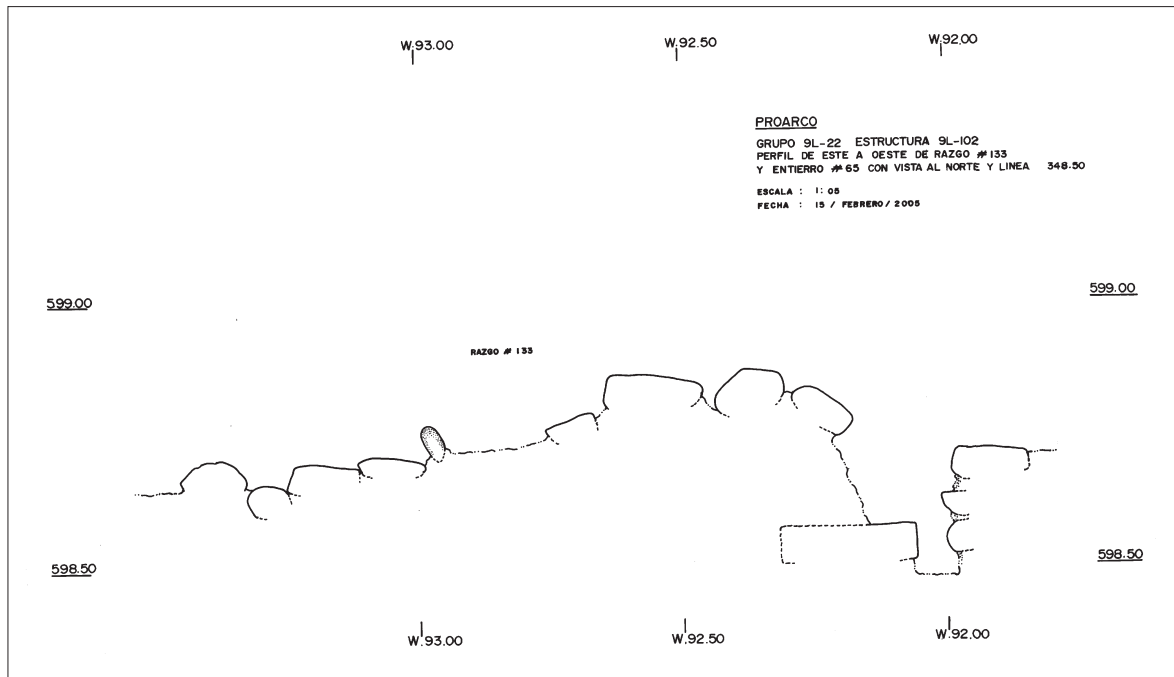 W.93.00 W.92.50 W.92.00
PROARCO
GRUPO 9L-22 ESTRUCTURA 9L-102
PERFIL DE ESTE A OESTE DE RAZGO #133
Y ENTIERRO #65 CON VISTA AL NORTE Y LINEA 348.50
ESCALA : 1:05
FECHA : 15 / FEBRERO / 2005
599.00 599.00
RAZGO # 133
598.50 598.50
W.93.00 W.92.50 W.92.00